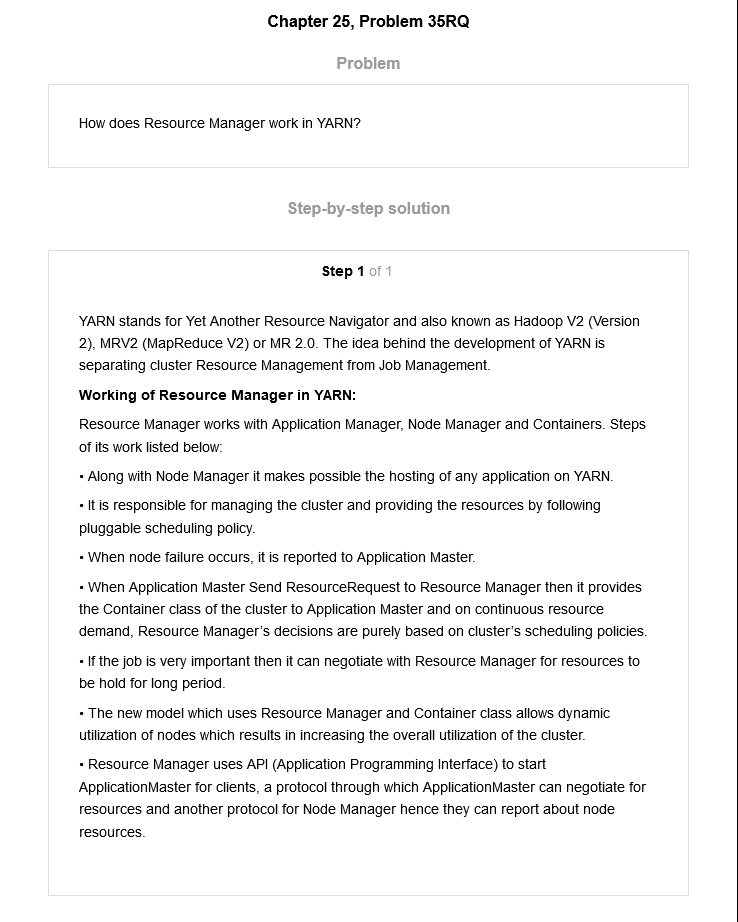 Chapter 25, Problem 35RQ
Problem
How does Resource Manager work in YARN?
Step-by-step solution
Step 1 of 1
YARN stands for Yet Another Resource Navigator and also known as Hadoop V2 (Version
2), MRV2 (MapReduce V2) or MR 2.0. The idea behind the development of YARN is
separating cluster Resource Management from Job Management.
Working of Resource Manager in YARN:
Resource Manager works with Application Manager, Node Manager and Containers. Steps
of its work listed below:
• Along with Node Manager it makes possible the hosting of any application on YARN.
• It is responsible for managing the cluster and providing the resources by following
pluggable scheduling policy.
• When node failure occurs, it is reported to Application Master.
• When Application Master Send ResourceRequest to Resource Manager then it provides
the Container class of the cluster to Application Master and on continuous resource
demand, Resource Manager's decisions are purely based on cluster's scheduling policies.
• If the job is very important then it can negotiate with Resource Manager for resources to
be hold for long period.
• The new model which uses Resource Manager and Container class allows dynamic
utilization of nodes which results in increasing the overall utilization of the cluster.
• Resource Manager uses API (Application Programming Interface) to start
ApplicationMaster for clients, a protocol through which ApplicationMaster can negotiate for
resources and another protocol for Node Manager hence they can report about node
resources.